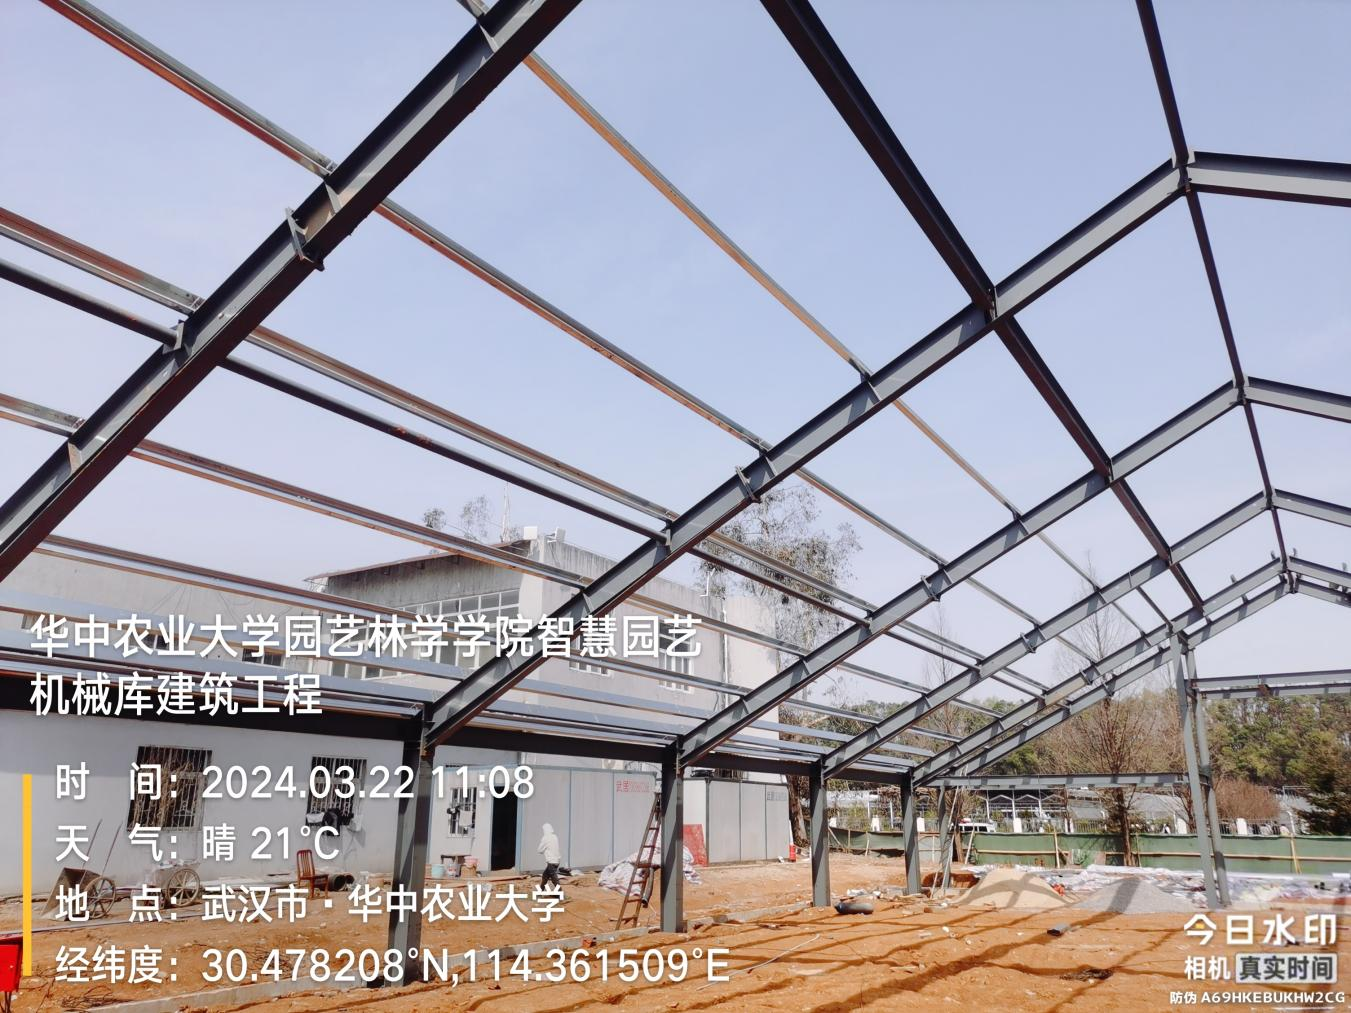 华中农业大学园艺林学学院智慧园艺
机械库建筑工程
时 间：2024.03.22 11:08
天 气：晴 21℃
地 点：武汉市·华中农业大学
经纬度：30.478208°N,114.361509°E
今日水印
相机 真实时间
防伪 A69HKEBUKHW2CG